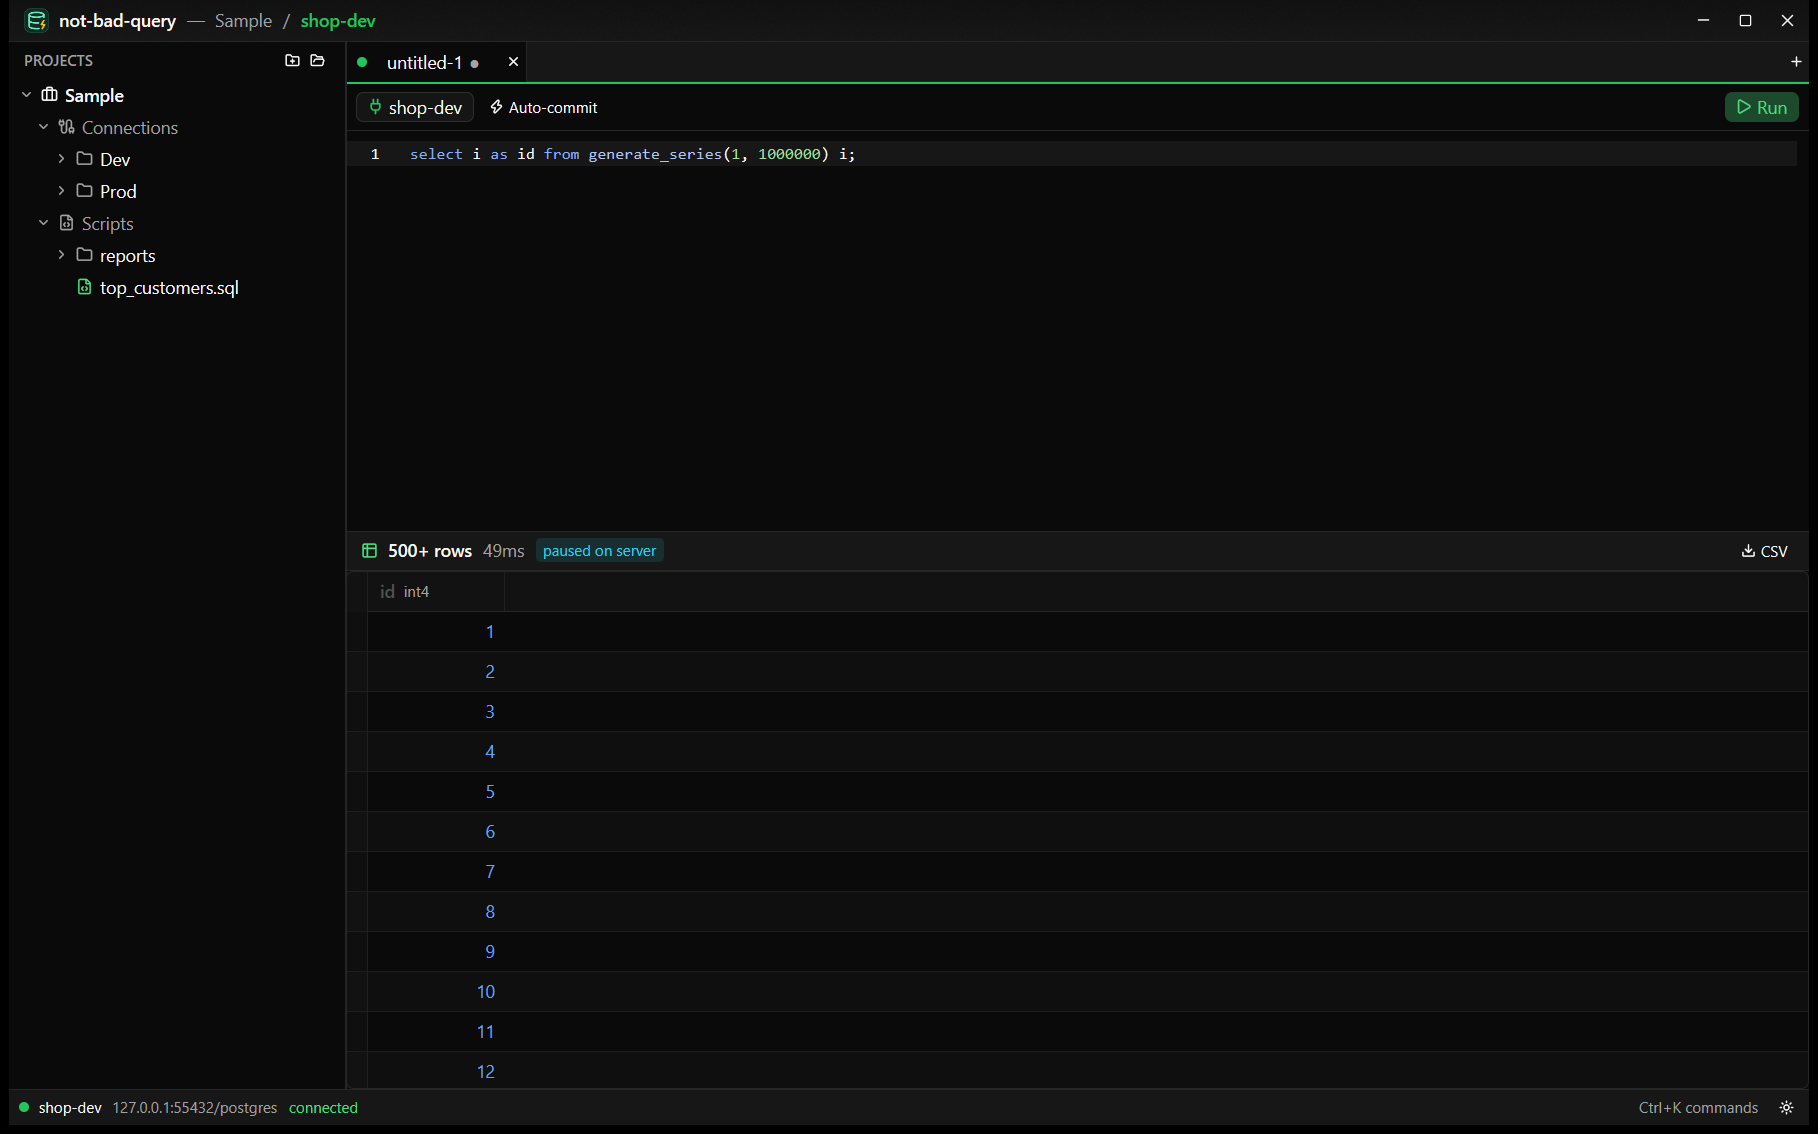 not-bad-query — Sample / shop-dev
PROJECTS
Sample
Connections
Dev
Prod
Scripts
reports
top_customers.sql
untitled-1
shop-dev Auto-commit Run
1 select i as id from generate_series(1, 1000000) i;
500+ rows 49ms paused on server CSV
id int4
1
2
3
4
5
6
7
8
9
10
11
12
shop-dev 127.0.0.1:55432/postgres connected Ctrl+K commands